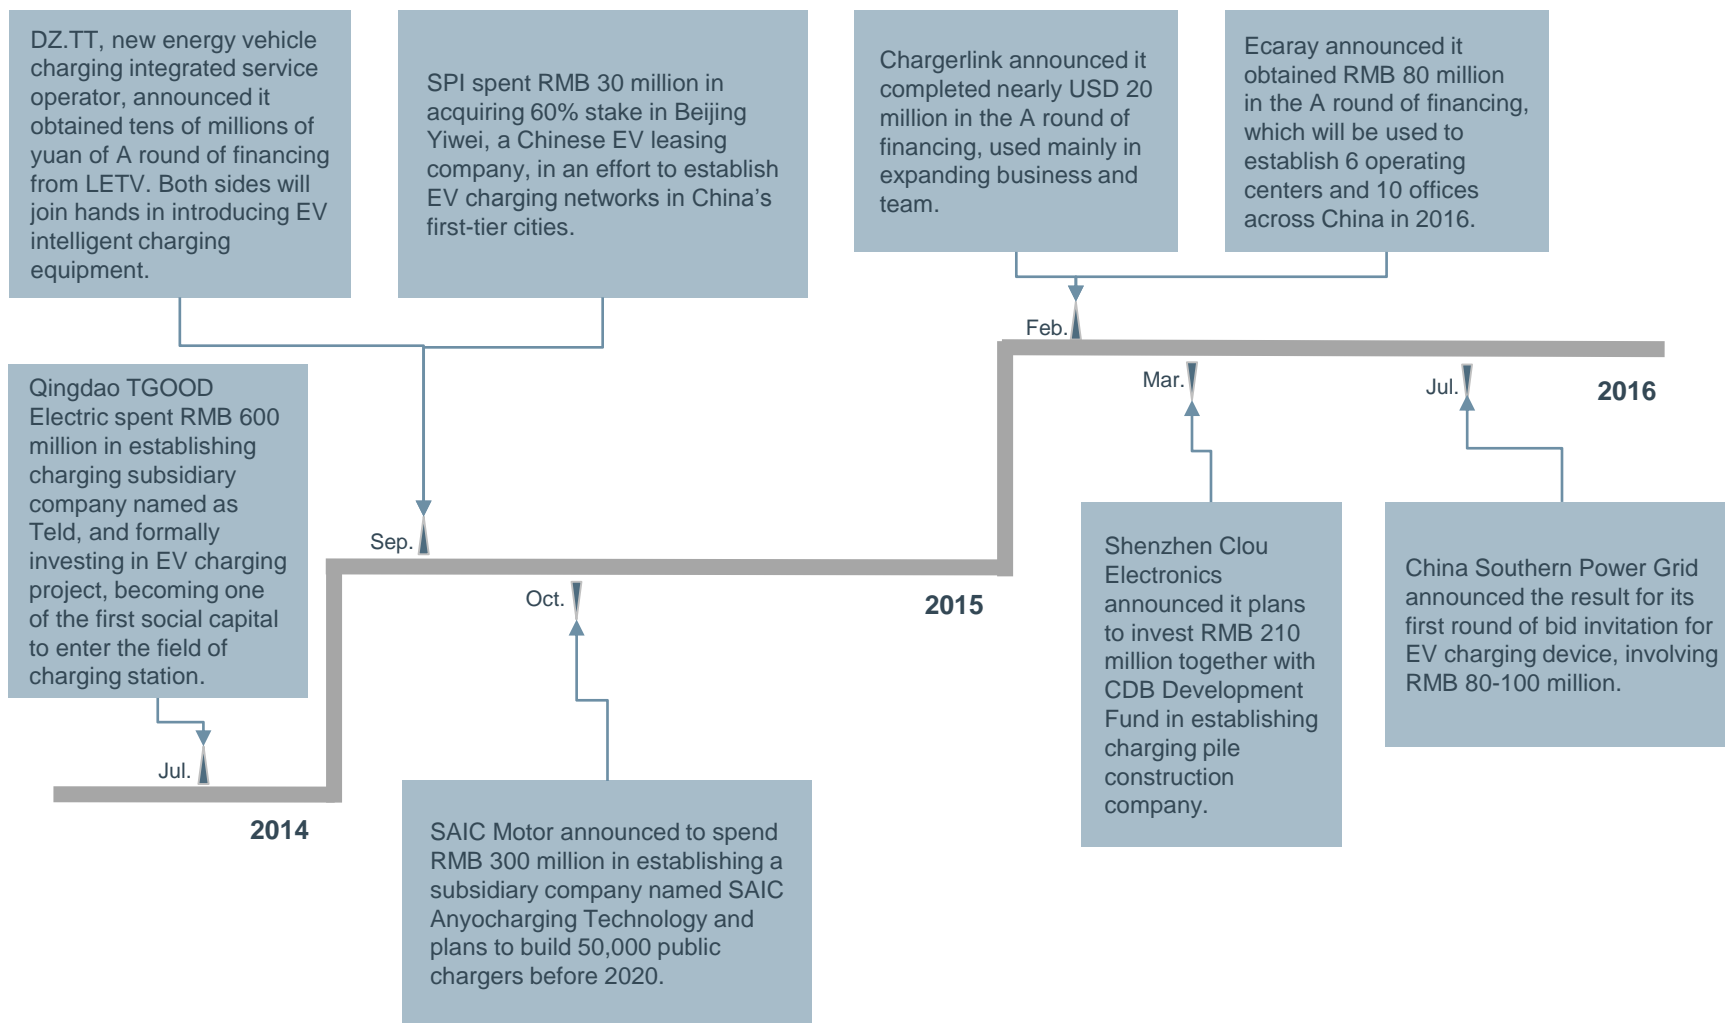 DZ.TT, new energy vehicle
charging integrated service
operator, announced it
obtained tens of millions of
yuan of A round of financing
from LETV. Both sides will
join hands in introducing EV
intelligent charging
equipment.
SPI spent RMB 30 million in
acquiring 60% stake in Beijing
Yiwei, a Chinese EV leasing
company, in an effort to establish
EV charging networks in China's
first-tier cities.
Chargerlink announced it
completed nearly USD 20
million in the A round of
financing, used mainly in
expanding business and
team.
Ecaray announced it
obtained RMB 80 million
in the A round of financing,
which will be used to
establish 6 operating
centers and 10 offices
across China in 2016.
Feb.
Mar.
Jul.
2016
Qingdao TGOOD
Electric spent RMB 600
million in establishing
charging subsidiary
company named as
Teld, and formally
investing in EV charging
project, becoming one
of the first social capital
to enter the field of
charging station.
Sep.
Oct.
2015
Shenzhen Clou
Electronics
announced it plans
to invest RMB 210
million together with
CDB Development
Fund in establishing
charging pile
construction
company.
China Southern Power Grid
announced the result for its
first round of bid invitation for
EV charging device, involving
RMB 80-100 million.
Jul.
2014
SAIC Motor announced to spend
RMB 300 million in establishing a
subsidiary company named SAIC
Anyocharging Technology and
plans to build 50,000 public
chargers before 2020.